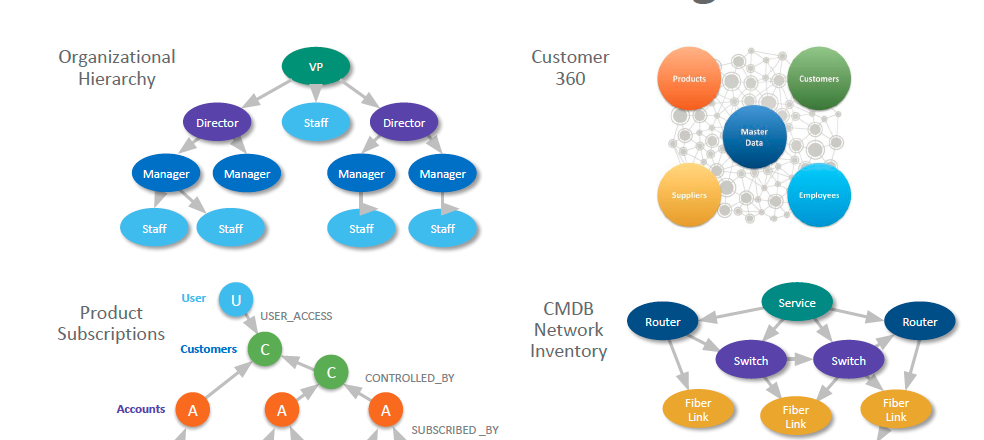 Organizational
Hierarchy
VP
Director
Staff
Director
Manager
Manager
Manager
Manager
Staff
Staff
Staff
Staff
Customer
360
Products
Customers
Master
Data
Suppliers
Employees
Product
Subscriptions
User
U
USER_ACCESS
Customers
C
C
CONTROLLED_BY
Accounts
A
A
A
SUBSCRIBED _BY
CMDB
Network
Inventory
Service
Router
Router
Switch
Switch
Fiber
Link
Fiber
Link
Fiber
Link